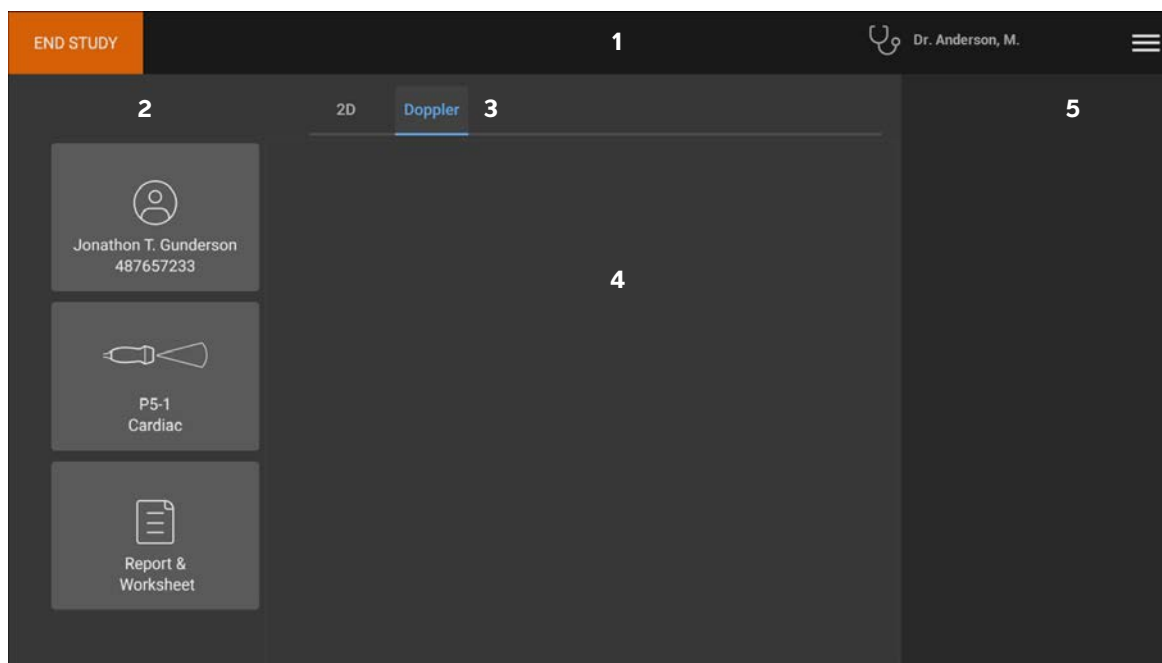 END STUDY
1
Dr. Anderson, M.
2
2D
Doppler
3
5
Jonathon T. Gunderson
487657233
4
P5-1
Cardiac
Report &
Worksheet